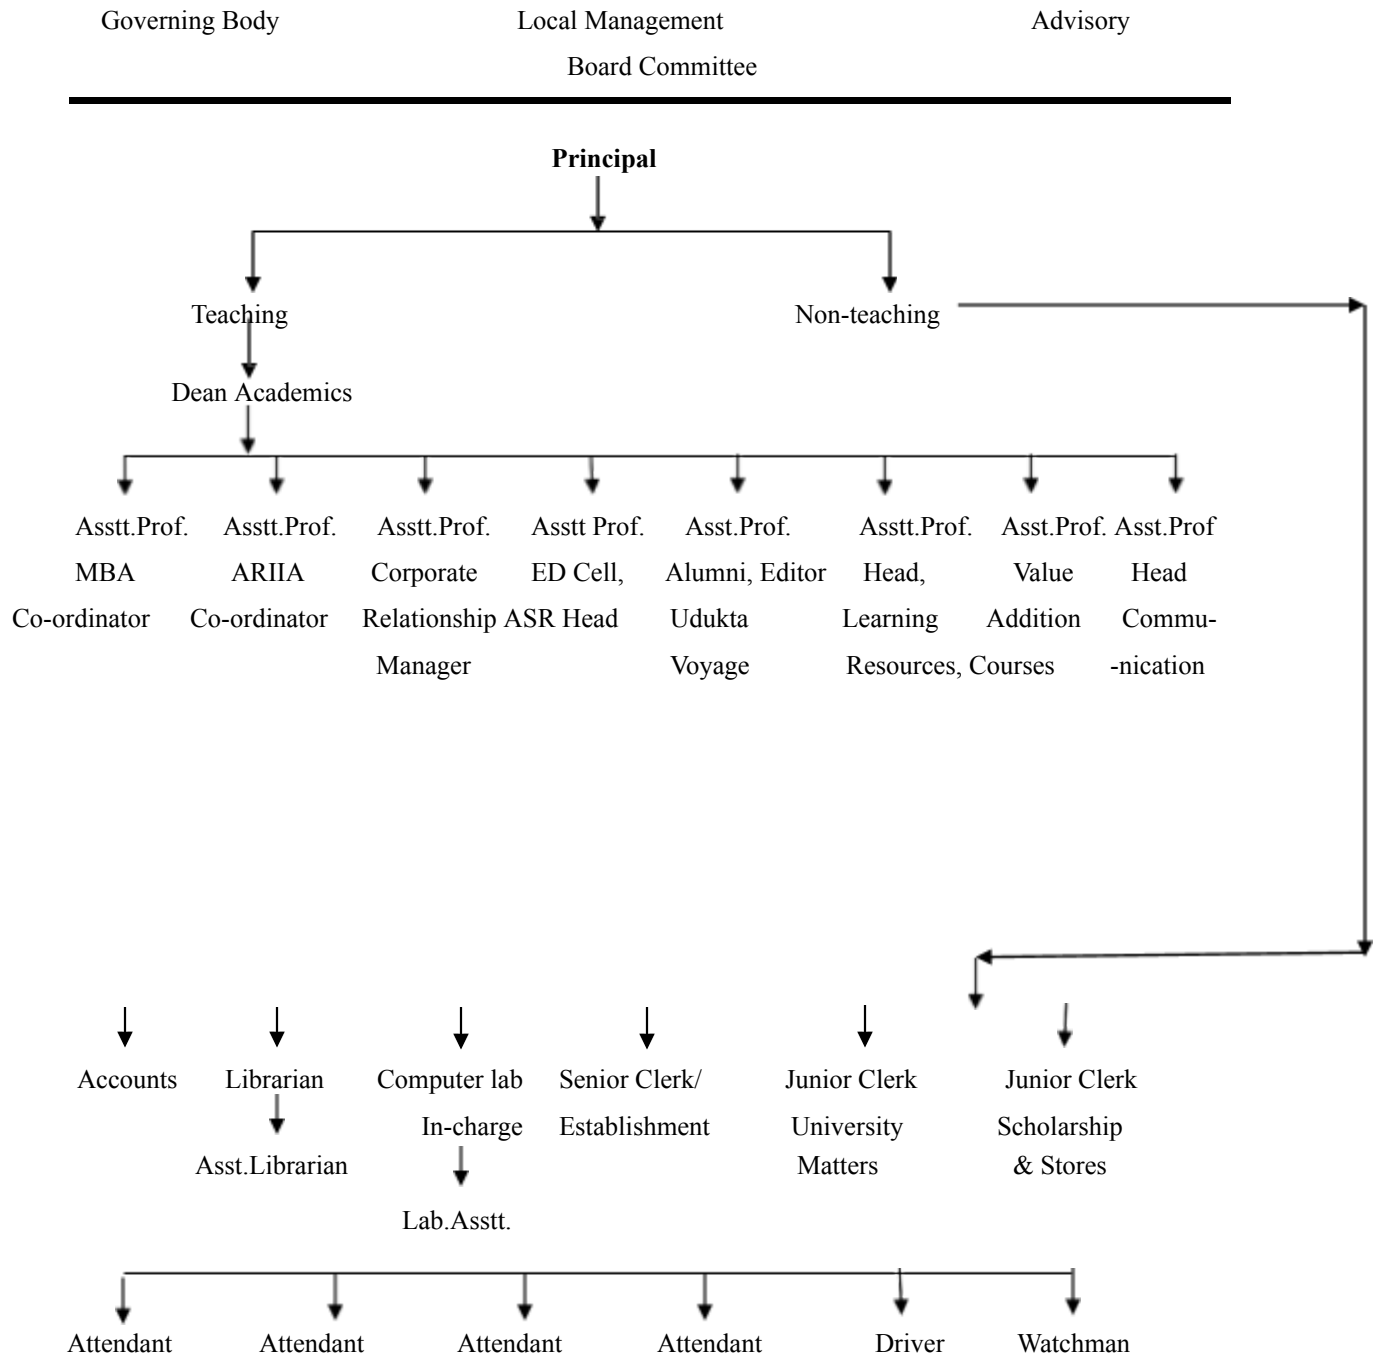 Governing Body Local Management Advisory
Board Committee
Principal
Teaching Non-teaching
Dean Academics
Asstt.Prof. Asstt.Prof. Asstt.Prof. Asstt Prof. Asst.Prof. Asstt.Prof. Asst.Prof. Asst.Prof
MBA ARIIA Corporate ED Cell, Alumni, Editor Head, Value Head
Co-ordinator Co-ordinator Relationship ASR Head Udukta Learning Addition Commu-
Manager Voyage Resources, Courses -nication
Accounts Librarian Computer lab Senior Clerk/ Junior Clerk Junior Clerk
In-charge Establishment University Scholarship
Asst.Librarian Matters & Stores
Lab.Asstt.
Attendant Attendant Attendant Attendant Driver Watchman